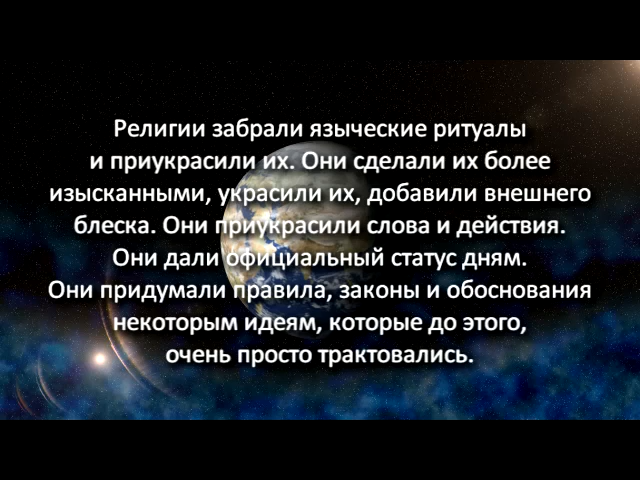 Религии забрали языческие ритуалы
и приукрасили их. Они сделали их более
изысканными, украсили их, добавили внешнего
блеска. Они приукрасили слова и действия.
Они дали официальный статус дням.
Они придумали правила, законы и обоснования
некоторым идеям, которые до этого,
очень просто трактовались.